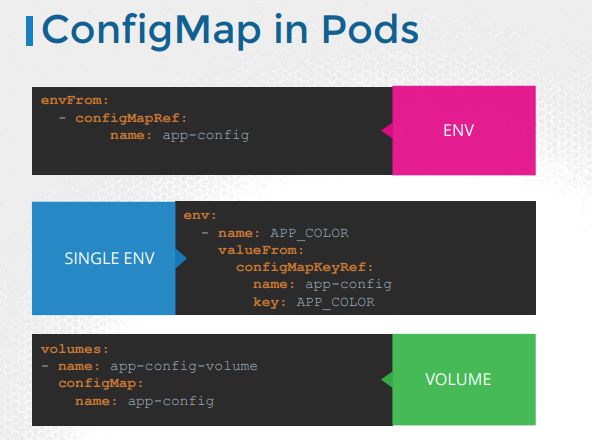 ConfigMap in Pods
envFrom:
  - configMapRef:
        name: app-config
ENV
SINGLE ENV
env:
  - name: APP_COLOR
    valueFrom:
      configMapKeyRef:
        name: app-config
        key: APP_COLOR
volumes:
- name: app-config-volume
  configMap:
    name: app-config
VOLUME